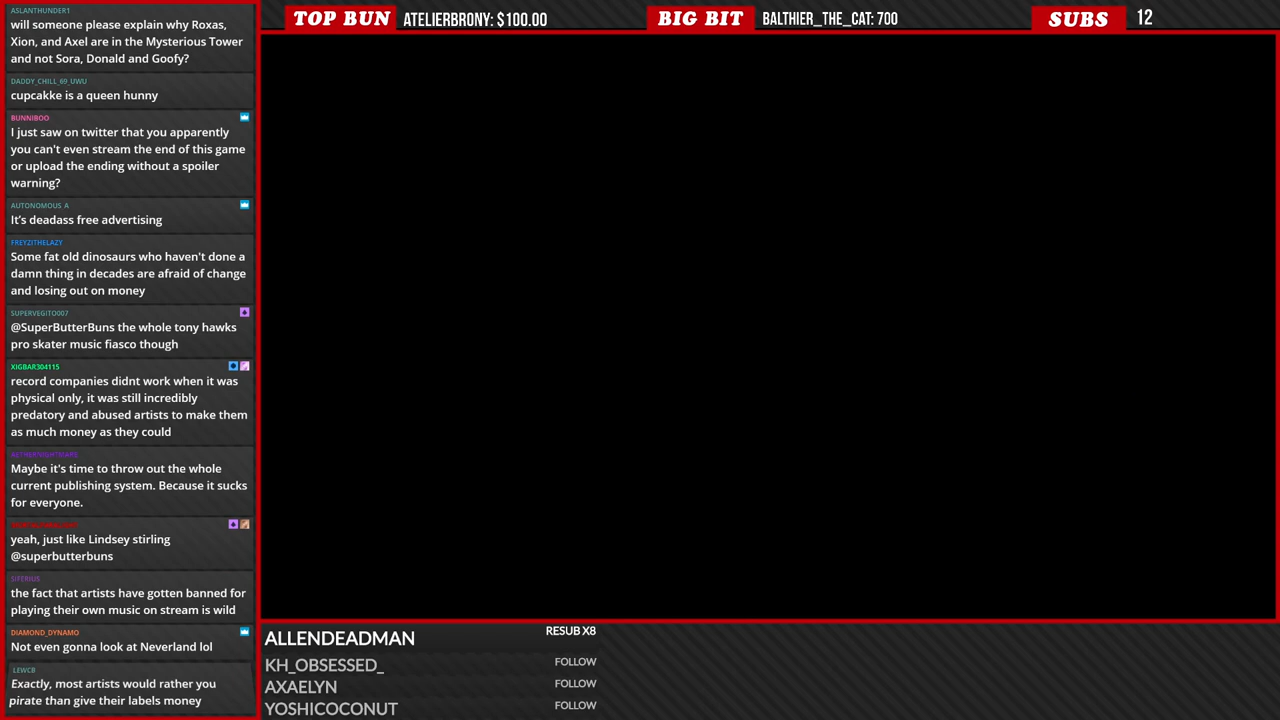 TOP BUN ATELIERBRONY: $100.00 BIG BIT BALTHIER_THE_CAT: 700 SUBS 12
ASLANTHUNDER1
will someone please explain why Roxas,
Xion, and Axel are in the Mysterious Tower
and not Sora, Donald and Goofy?
DADDY_CHILL_69_UWU
cupcakke is a queen hunny
BUNNIBOO
I just saw on twitter that you apparently
you can't even stream the end of this game
or upload the ending without a spoiler
warning?
AUTONOMOUS A
It's deadass free advertising
FREYZITHELAZY
Some fat old dinosaurs who haven't done a
damn thing in decades are afraid of change
and losing out on money
SUPERVEGITO007
@SuperButterBuns the whole tony hawks
pro skater music fiasco though
XIGBAR304115
record companies didnt work when it was
physical only, it was still incredibly
predatory and abused artists to make them
as much money as they could
Maybe it's time to throw out the whole
current publishing system. Because it sucks
for everyone.
yeah, just like Lindsey stirling
@superbutterbuns
SIFERIUS
the fact that artists have gotten banned for
playing their own music on stream is wild
DIAMOND_DYNAMO
Not even gonna look at Neverland lol
LEWCB
Exactly, most artists would rather you
pirate than give their labels money
ALLENDEADMAN RESUB X8
KH_OBSESSED_ FOLLOW
AXAELYN FOLLOW
YOSHICOCONUT FOLLOW